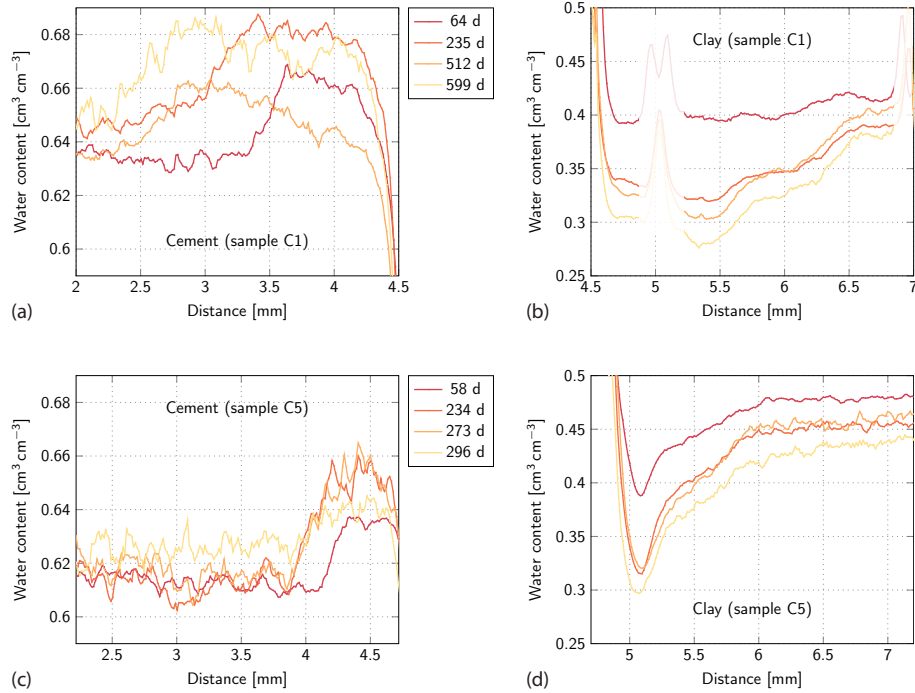 0.68
0.66
0.64
0.62
0.6
Water content [cm³ cm⁻³]
Cement (sample C1)
2 2.5 3 3.5 4 4.5
Distance [mm]
(a)
64 d
235 d
512 d
599 d
0.5
0.45
0.4
0.35
0.3
0.25
Water content [cm³ cm⁻³]
Clay (sample C1)
4.5 5 5.5 6 6.5 7
Distance [mm]
(b)
0.68
0.66
0.64
0.62
0.6
Water content [cm³ cm⁻³]
Cement (sample C5)
2.5 3 3.5 4 4.5
Distance [mm]
(c)
58 d
234 d
273 d
296 d
0.5
0.45
0.4
0.35
0.3
0.25
Water content [cm³ cm⁻³]
Clay (sample C5)
5 5.5 6 6.5 7
Distance [mm]
(d)